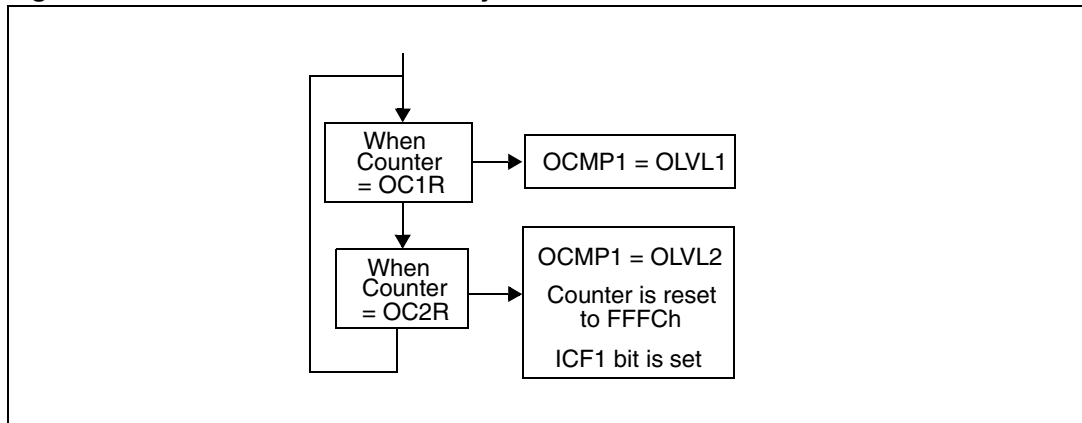 When
Counter
= OC1R
OCMP1 = OLVL1
When
Counter
= OC2R
OCMP1 = OLVL2
Counter is reset
to FFFCh
ICF1 bit is set